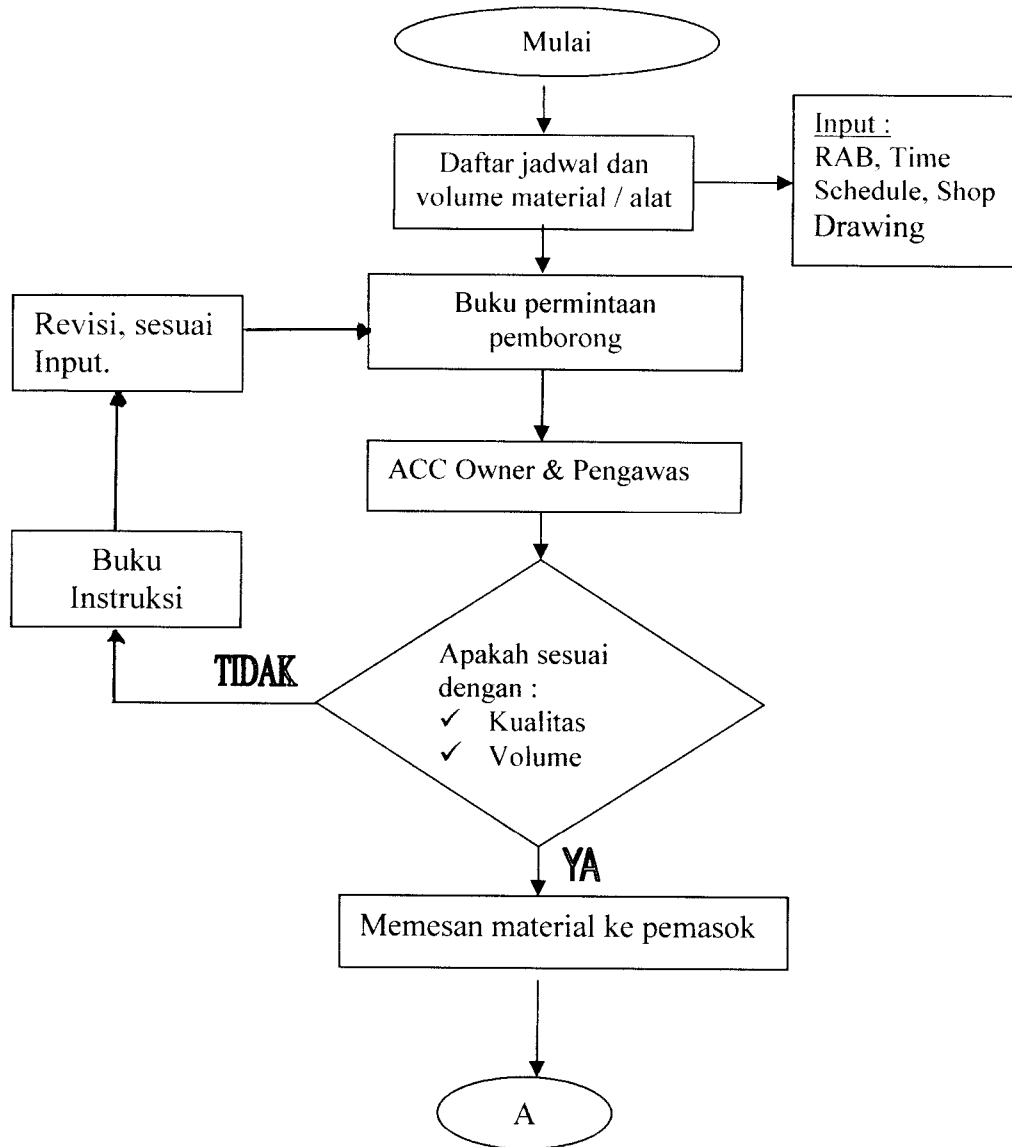 Mulai
Daftar jadwal dan
volume material / alat
Input :
RAB, Time
Schedule, Shop
Drawing
Buku permintaan
pemborong
Revisi, sesuai
Input.
ACC Owner & Pengawas
Buku
Instruksi
TIDAK
Apakah sesuai
dengan :
✓ Kualitas
✓ Volume
YA
Memesan material ke pemasok
A